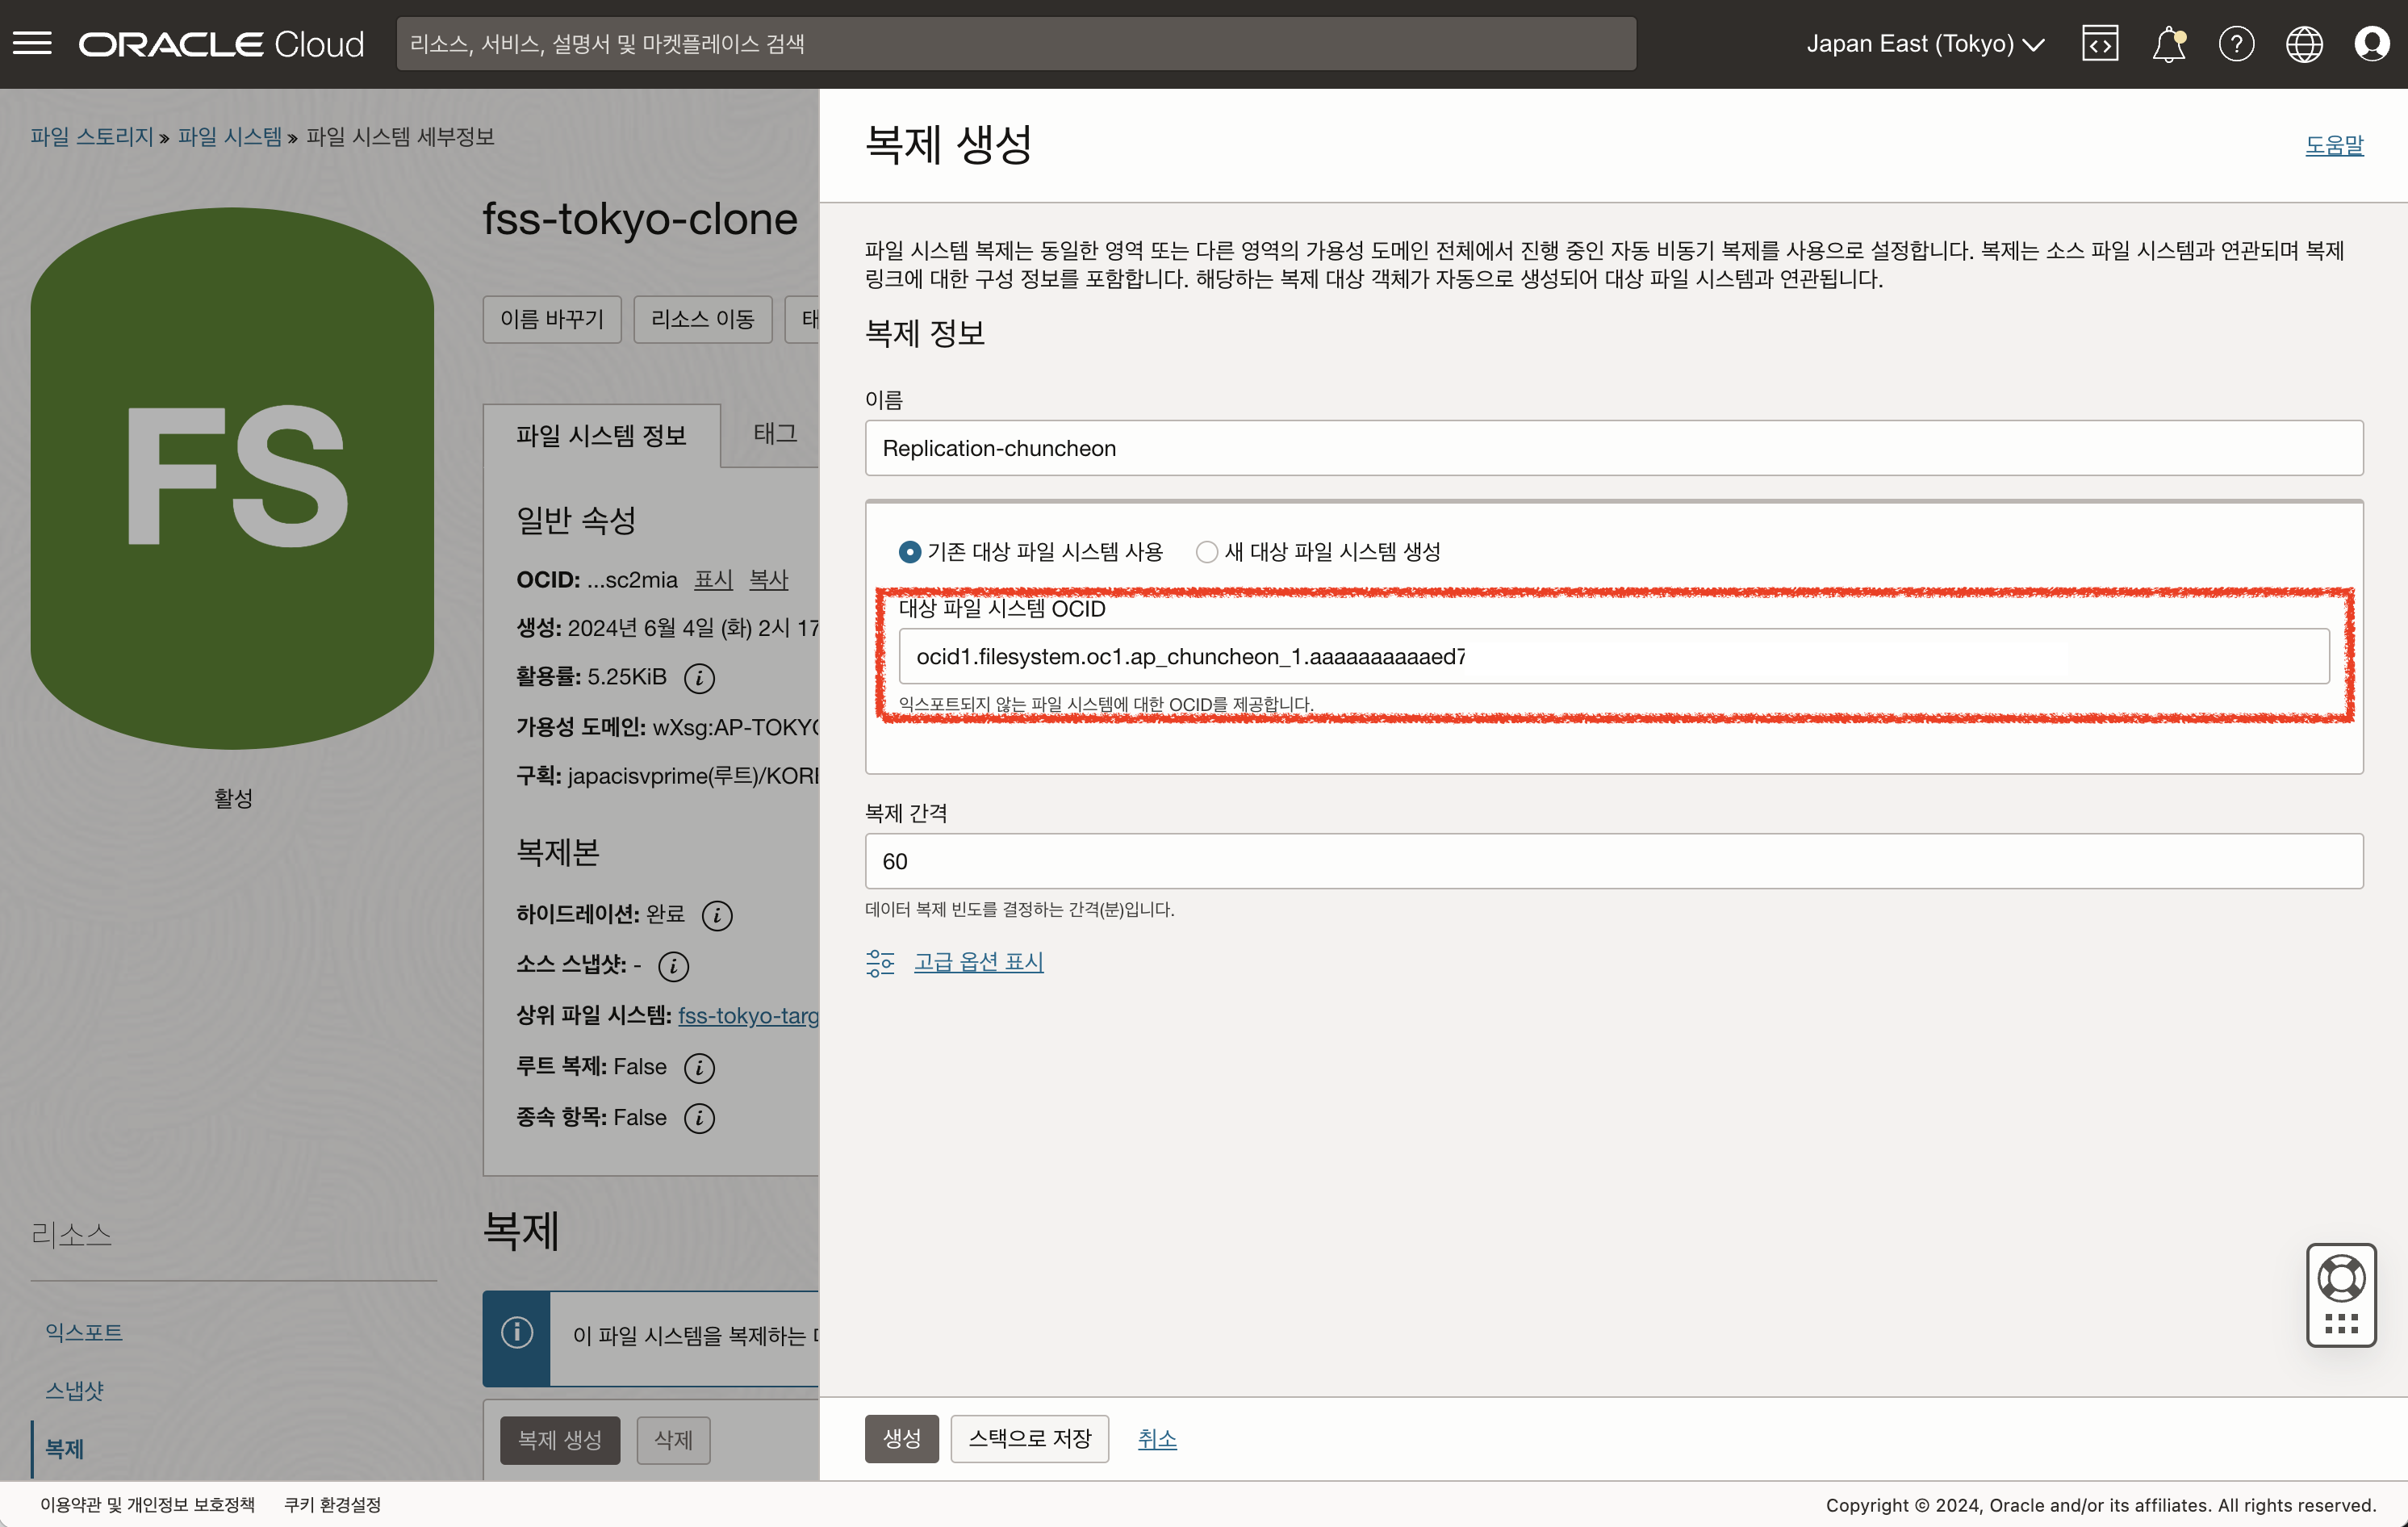 ORACLE Cloud
리소스, 서비스, 설명서 및 마켓플레이스 검색
Japan East (Tokyo)
파일 스토리지 » 파일 시스템 » 파일 시스템 세부정보
FS
활성
fss-tokyo-clone
이름 바꾸기
리소스 이동
파일 시스템 정보
태그
일반 속성
OCID: ...sc2mia 표시 복사
생성: 2024년 6월 4일 (화) 2시 17
활용률: 5.25KiB
가용성 도메인: wXsg:AP-TOKYO
구획: japacisvprime(루트)/KOR
복제본
하이드레이션: 완료
소스 스냅샷: -
상위 파일 시스템: fss-tokyo-targ
루트 복제: False
종속 항목: False
리소스
익스포트
스냅샷
복제
복제
이 파일 시스템을 복제하는
복제 생성
삭제
복제 생성
도움말
파일 시스템 복제는 동일한 영역 또는 다른 영역의 가용성 도메인 전체에서 진행 중인 자동 비동기 복제를 사용으로 설정합니다. 복제는 소스 파일 시스템과 연관되며 복제
링크에 대한 구성 정보를 포함합니다. 해당하는 복제 대상 객체가 자동으로 생성되어 대상 파일 시스템과 연관됩니다.
복제 정보
이름
Replication-chuncheon
기존 대상 파일 시스템 사용
새 대상 파일 시스템 생성
대상 파일 시스템 OCID
ocid1.filesystem.oc1.ap_chuncheon_1.aaaaaaaaaaed7
익스포트되지 않는 파일 시스템에 대한 OCID를 제공합니다.
복제 간격
60
데이터 복제 빈도를 결정하는 간격(분)입니다.
고급 옵션 표시
생성
스택으로 저장
취소
이용약관 및 개인정보 보호정책
쿠키 환경설정
Copyright © 2024, Oracle and/or its affiliates. All rights reserved.